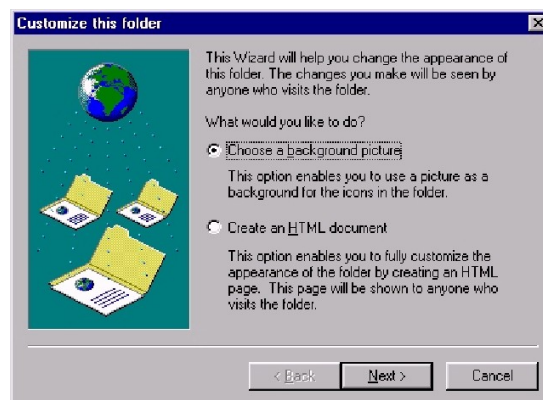 Customize this folder
This Wizard will help you change the appearance of
this folder. The changes you make will be seen by
anyone who visits the folder.
What would you like to do?
Choose a background picture
This option enables you to use a picture as a
background for the icons in the folder.
Create an HTML document
This option enables you to fully customize the
appearance of the folder by creating an HTML
page. This page will be shown to anyone who
visits the folder.
< Back
Next >
Cancel